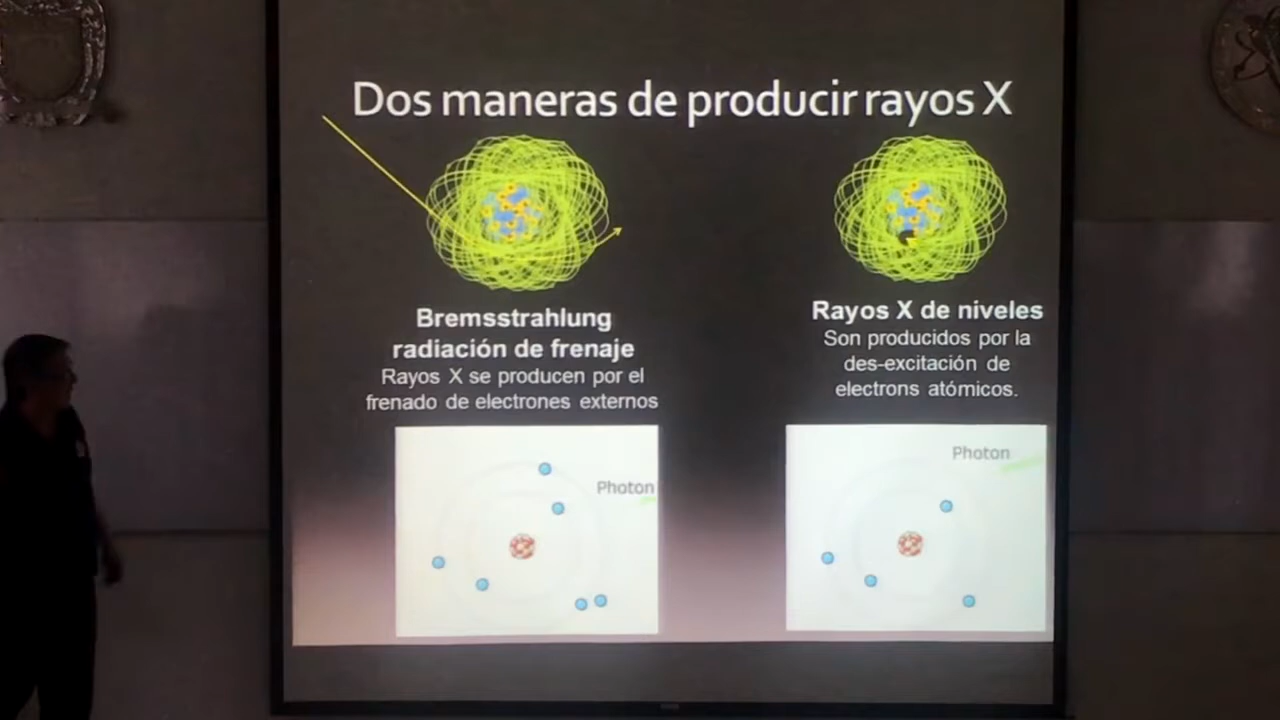 Dos maneras de producir rayos X
Bremsstrahlung
radiación de frenaje
Rayos X se producen por el
frenado de electrones externos
Photon
Rayos X de niveles
Son producidos por la
des-excitación de
electrons atómicos.
Photon